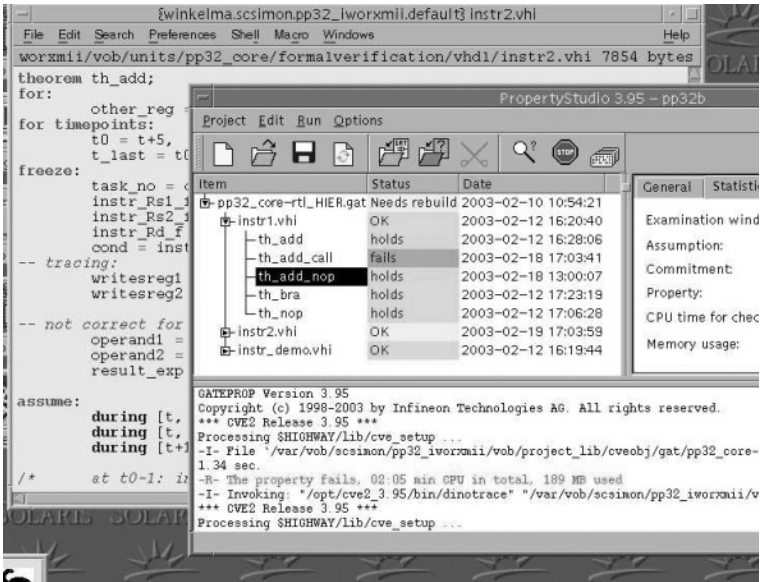 {winkelma.scsimon.pp32_iworxmii.default} instr2.vhi
File Edit Search Preferences Shell Macro Windows Help
worxmii/vob/units/pp32_core/formalverification/vhdl/instr2.vhi 7854 bytes
theorem th_add;
for:
other_reg =
for timepoints:
t0 = t+5,
t_last = t0
freeze:
task_no =
instr_Rs1_
instr_Rs2_
instr_Rd_f
cond = inst
-- tracing:
writesreg1
writesreg2
-- not correct for
operand1 =
operand2 =
result_exp
assume:
during [t,
during [t,
during [t+1
/* at t0-1: in
PropertyStudio 3.95 - pp32b
Project Edit Run Options
Item Status Date
pp32_core-rtl_HIER.gat Needs rebuild 2003-02-10 10:54:21
instr1.vhi OK 2003-02-12 16:20:40
th_add holds 2003-02-12 16:28:06
th_add_call fails 2003-02-18 17:03:41
th_add_nop holds 2003-02-18 13:00:07
th_bra holds 2003-02-12 17:23:19
th_nop holds 2003-02-12 17:06:28
instr2.vhi OK 2003-02-19 17:03:59
instr_demo.vhi OK 2003-02-12 16:19:44
General Statisti
Examination wind
Assumption:
Commitment:
Property:
CPU time for chec
Memory usage:
GATEPROP Version 3.95
Copyright (c) 1998-2003 by Infineon Technologies AG. All rights reserved.
*** CVE2 Release 3.95 ***
Processing $HIGHWAY/lib/cve_setup ...
-I- File '/var/vob/scsimon/pp32_iworxmii/vob/project_lib/cveobj/gat/pp32_core-
1.34 sec.
-R- The property fails, 02:05 min CPU in total, 189 MB used
-I- Invoking: "/opt/cve2_3.95/bin/dinotrace" "/var/vob/scsimon/pp32_iworxmii/v
*** CVE2 Release 3.95 ***
Processing $HIGHWAY/lib/cve_setup ...
STOP
OLARIS SOLAR
OLAR